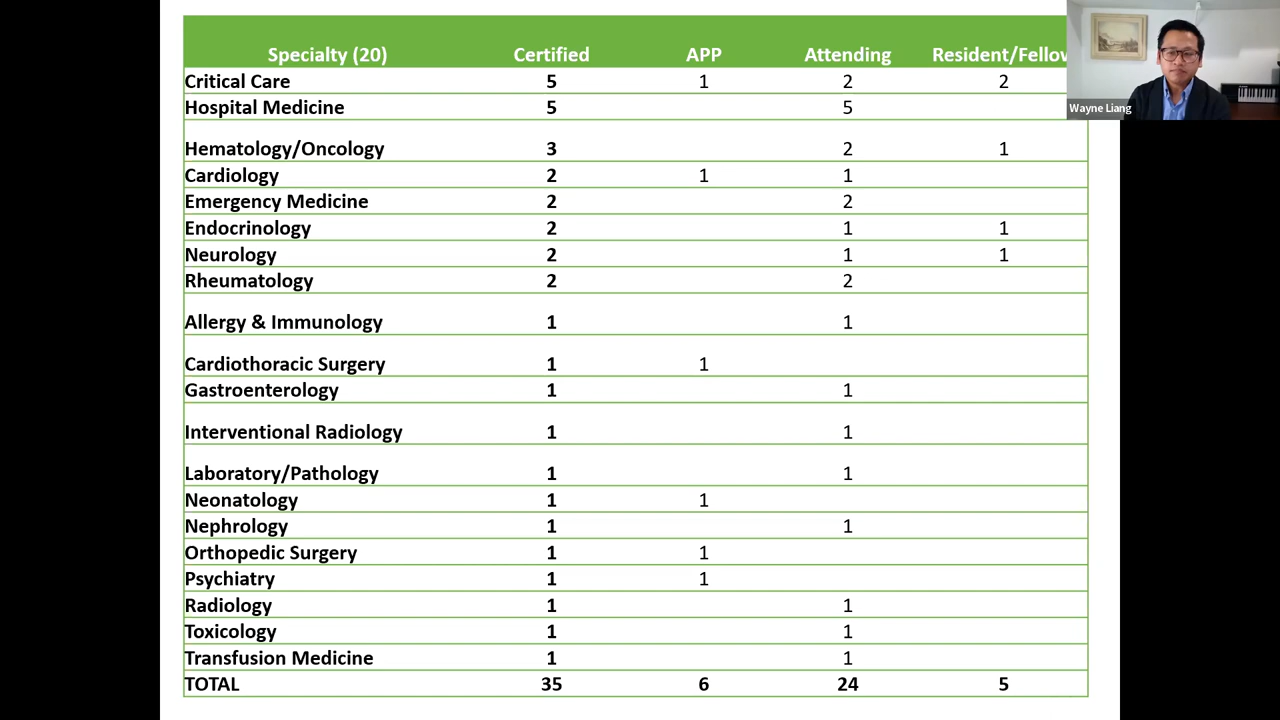 Specialty (20) Certified APP Attending Resident/Fellow
Critical Care 5 1 2 2
Hospital Medicine 5 5
Hematology/Oncology 3 2 1
Cardiology 2 1 1
Emergency Medicine 2 2
Endocrinology 2 1 1
Neurology 2 1 1
Rheumatology 2 2
Allergy & Immunology 1 1
Cardiothoracic Surgery 1 1
Gastroenterology 1 1
Interventional Radiology 1 1
Laboratory/Pathology 1 1
Neonatology 1 1
Nephrology 1 1
Orthopedic Surgery 1 1
Psychiatry 1 1
Radiology 1 1
Toxicology 1 1
Transfusion Medicine 1 1
TOTAL 35 6 24 5
Wayne Liang